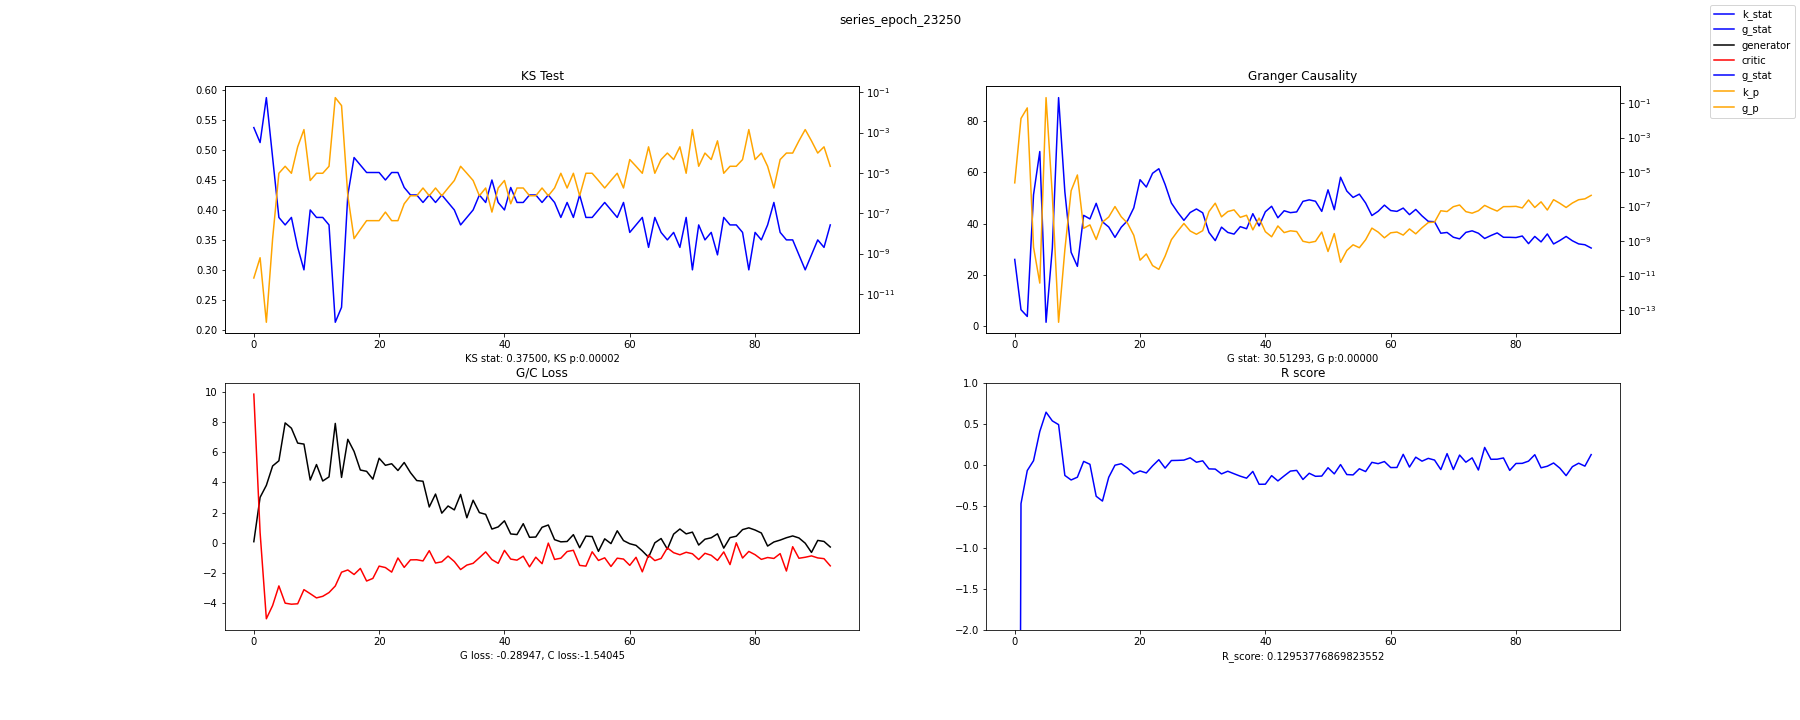 series_epoch_23250
k_stat
g_stat
generator
critic
g_stat
k_p
g_p
KS Test
0.60
0.55
0.50
0.45
0.40
0.35
0.30
0.25
0.20
10⁻¹
10⁻³
10⁻⁵
10⁻⁷
10⁻⁹
10⁻¹¹
0 20 40 60 80
KS stat: 0.37500, KS p:0.00002
Granger Causality
80
60
40
20
0
10⁻¹
10⁻³
10⁻⁵
10⁻⁷
10⁻⁹
10⁻¹¹
10⁻¹³
0 20 40 60 80
G stat: 30.51293, G p:0.00000
G/C Loss
10
8
6
4
2
0
−2
−4
0 20 40 60 80
G loss: -0.28947, C loss:-1.54045
R score
1.0
0.5
0.0
−0.5
−1.0
−1.5
−2.0
0 20 40 60 80
R_score: 0.12953776869823552